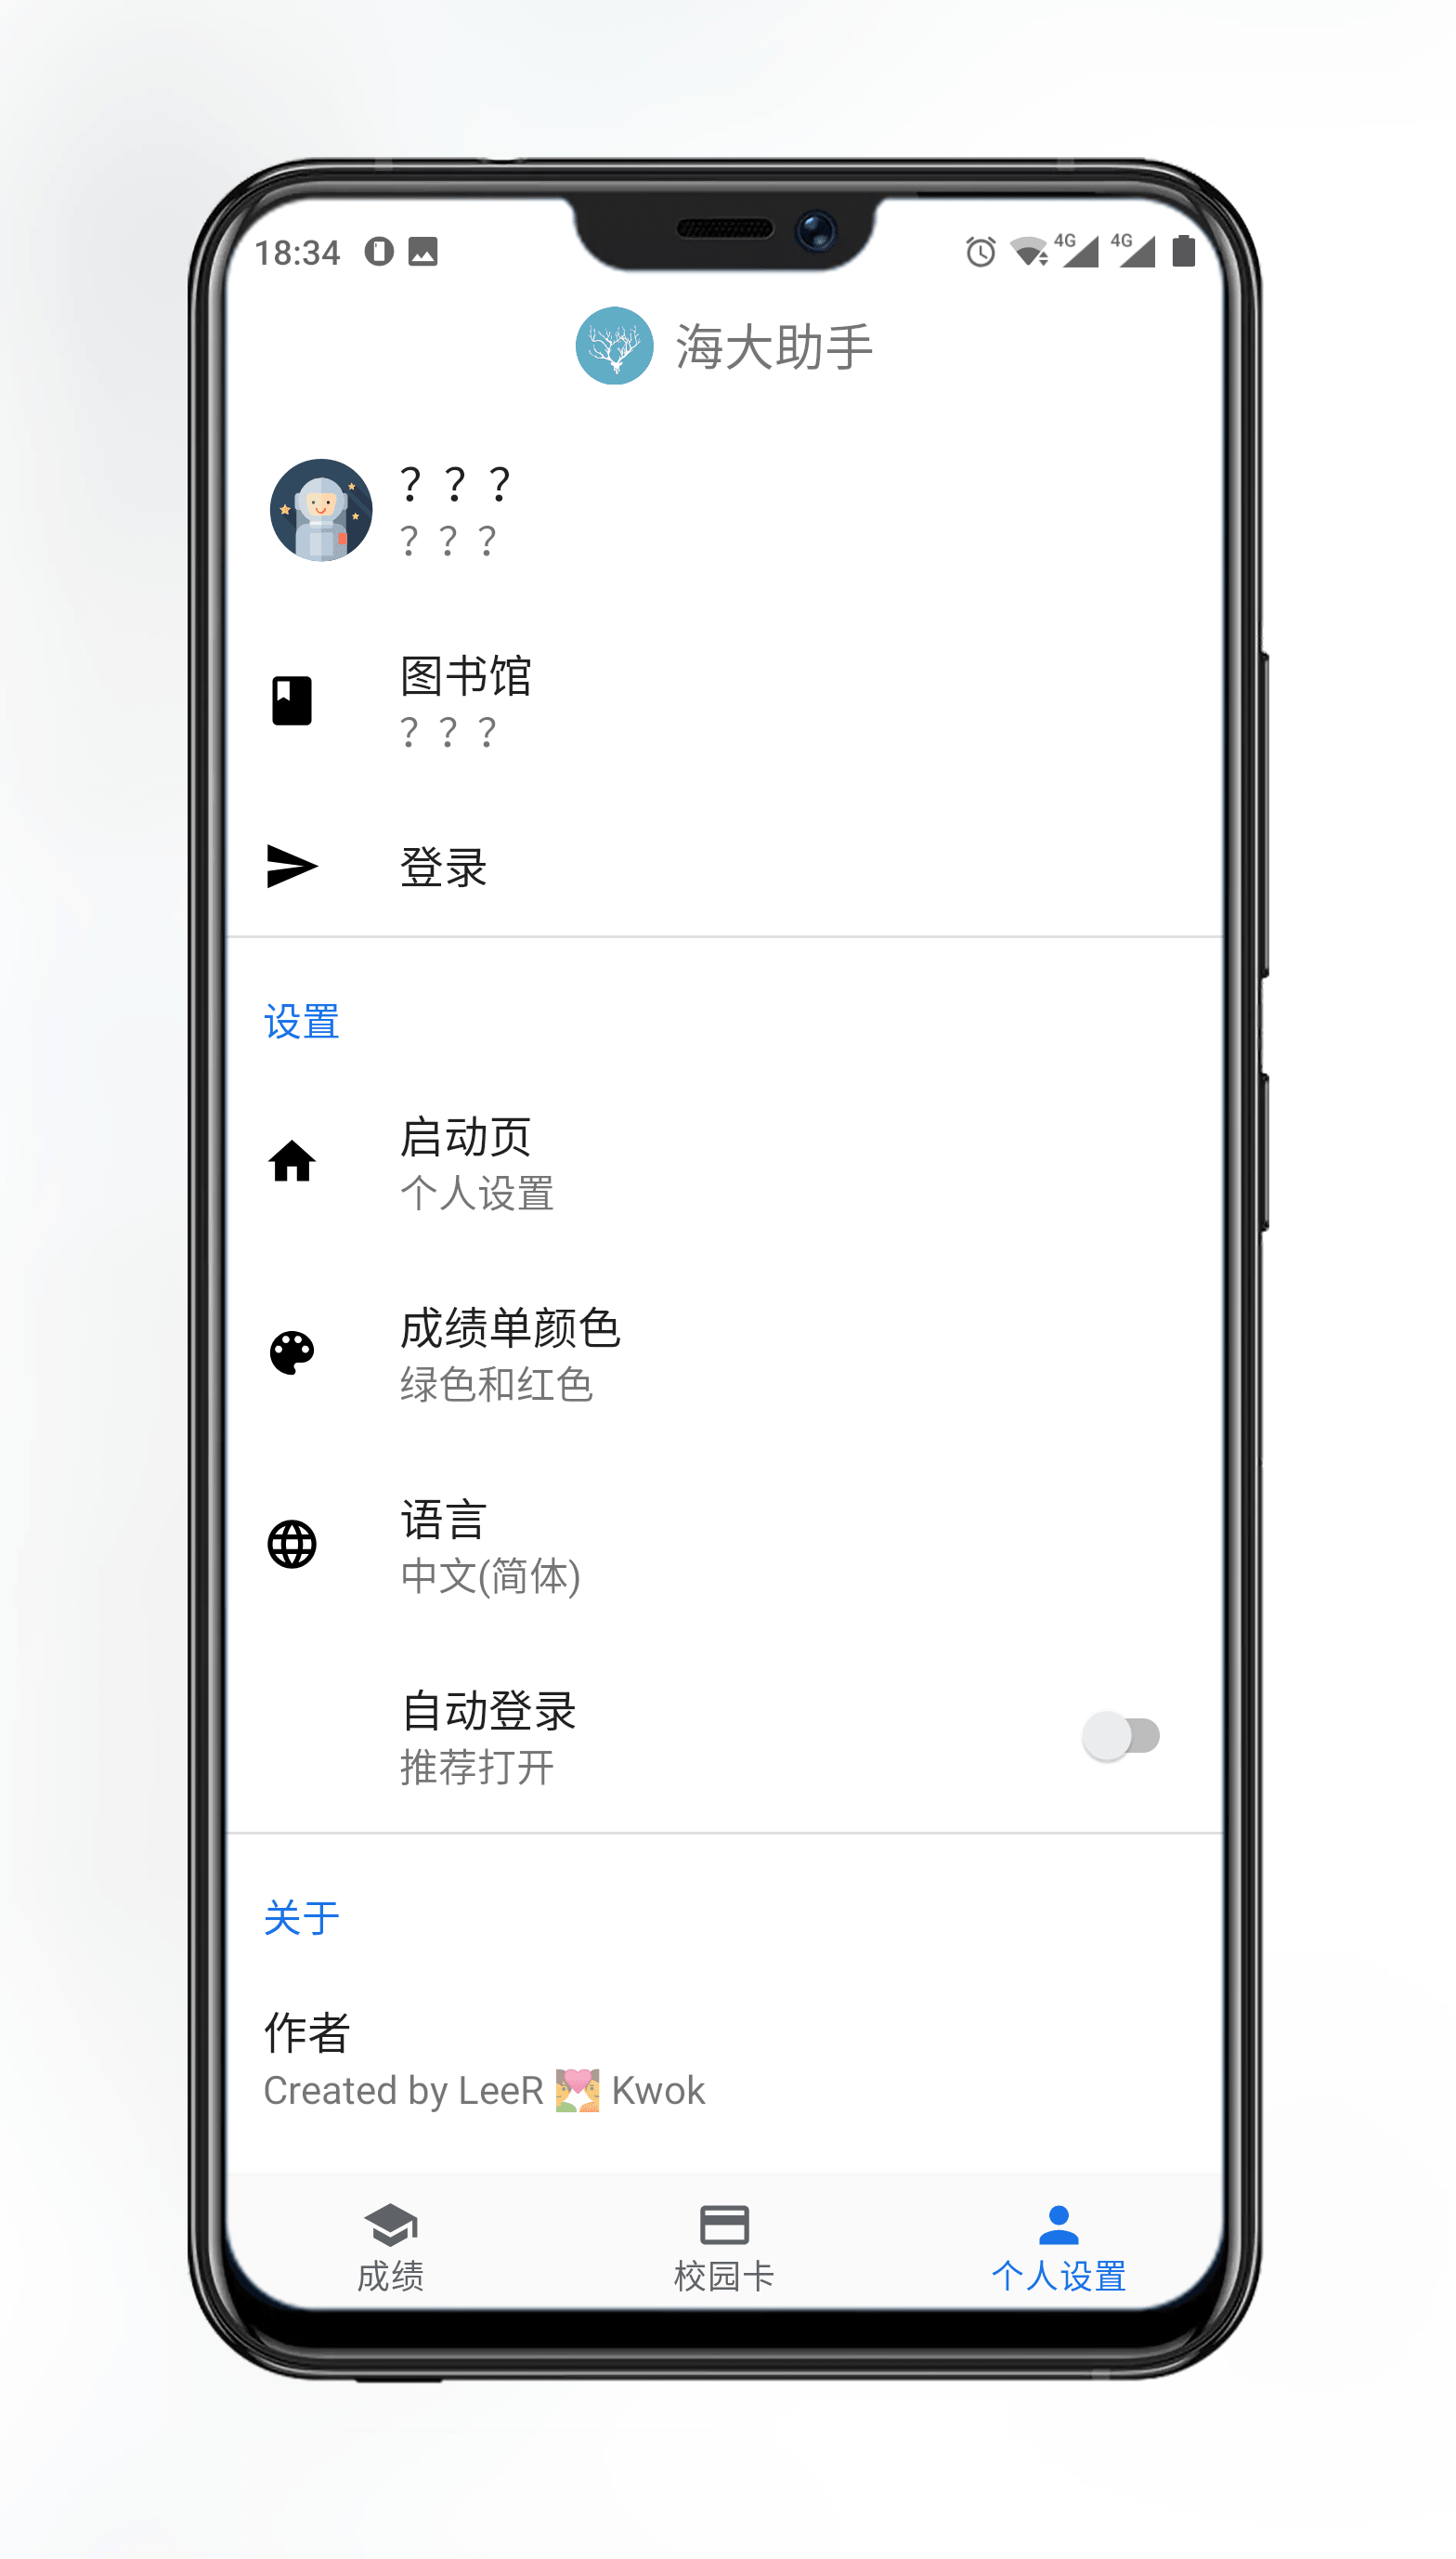 18:34
4G 4G
海大助手
？？？
？？？
图书馆
？？？
登录
设置
启动页
个人设置
成绩单颜色
绿色和红色
语言
中文(简体)
自动登录
推荐打开
关于
作者
Created by LeeR 💏 Kwok
成绩
校园卡
个人设置